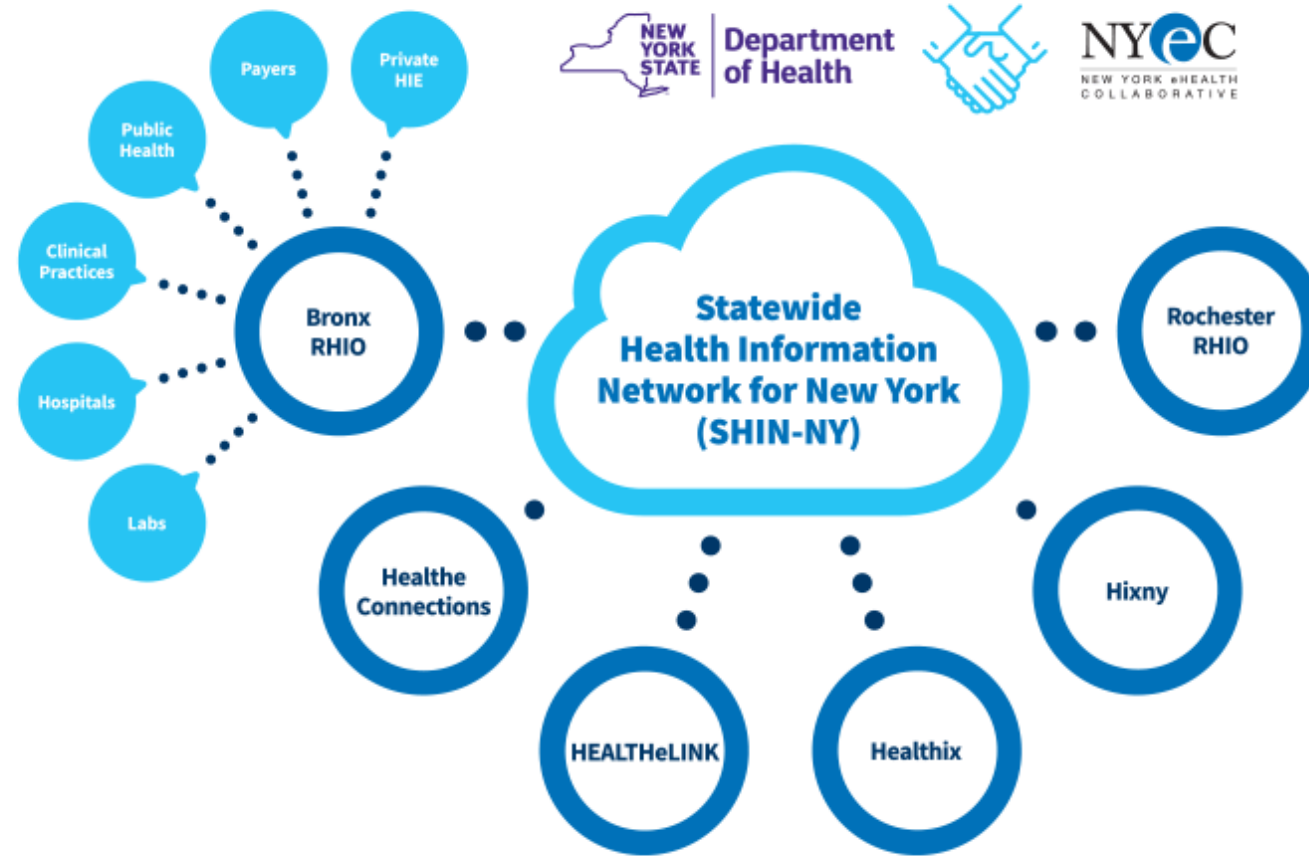 NEW
YORK
STATE
Department
of Health
NYeC
NEW YORK eHEALTH
COLLABORATIVE
Private
HIE
Payers
Public
Health
Clinical
Practices
Hospitals
Labs
Bronx
RHIO
Statewide
Health Information
Network for New York
(SHIN-NY)
Rochester
RHIO
Healthe
Connections
HEALTHeLINK
Healthix
Hixny